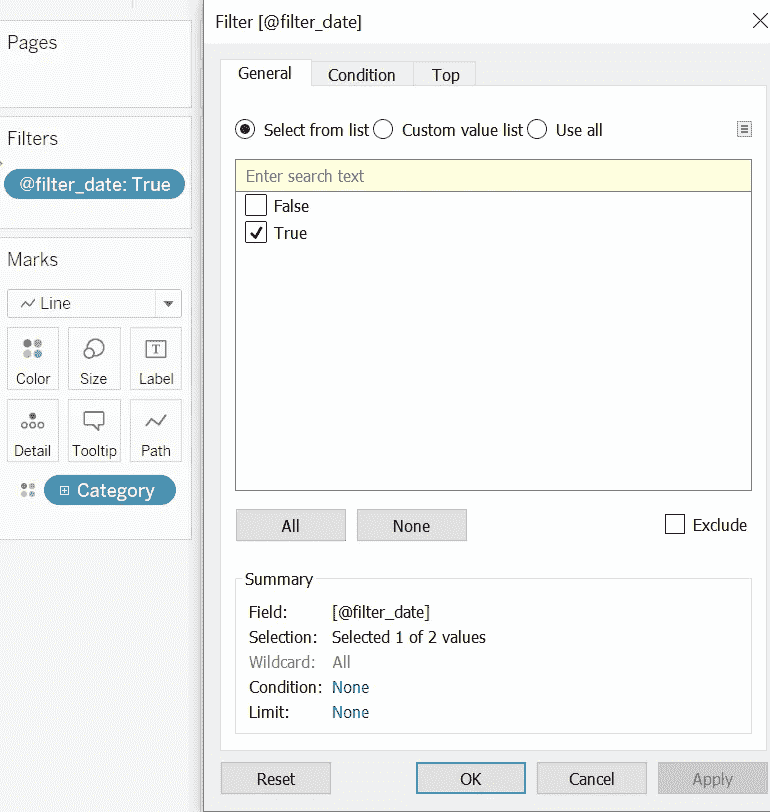 Pages
Filters
@filter_date: True
Marks
Line
Color Size Label
Detail Tooltip Path
Category
Filter [@filter_date]
General Condition Top
Select from list Custom value list Use all
Enter search text
False
True
All None Exclude
Summary
Field: [@filter_date]
Selection: Selected 1 of 2 values
Wildcard: All
Condition: None
Limit: None
Reset OK Cancel Apply